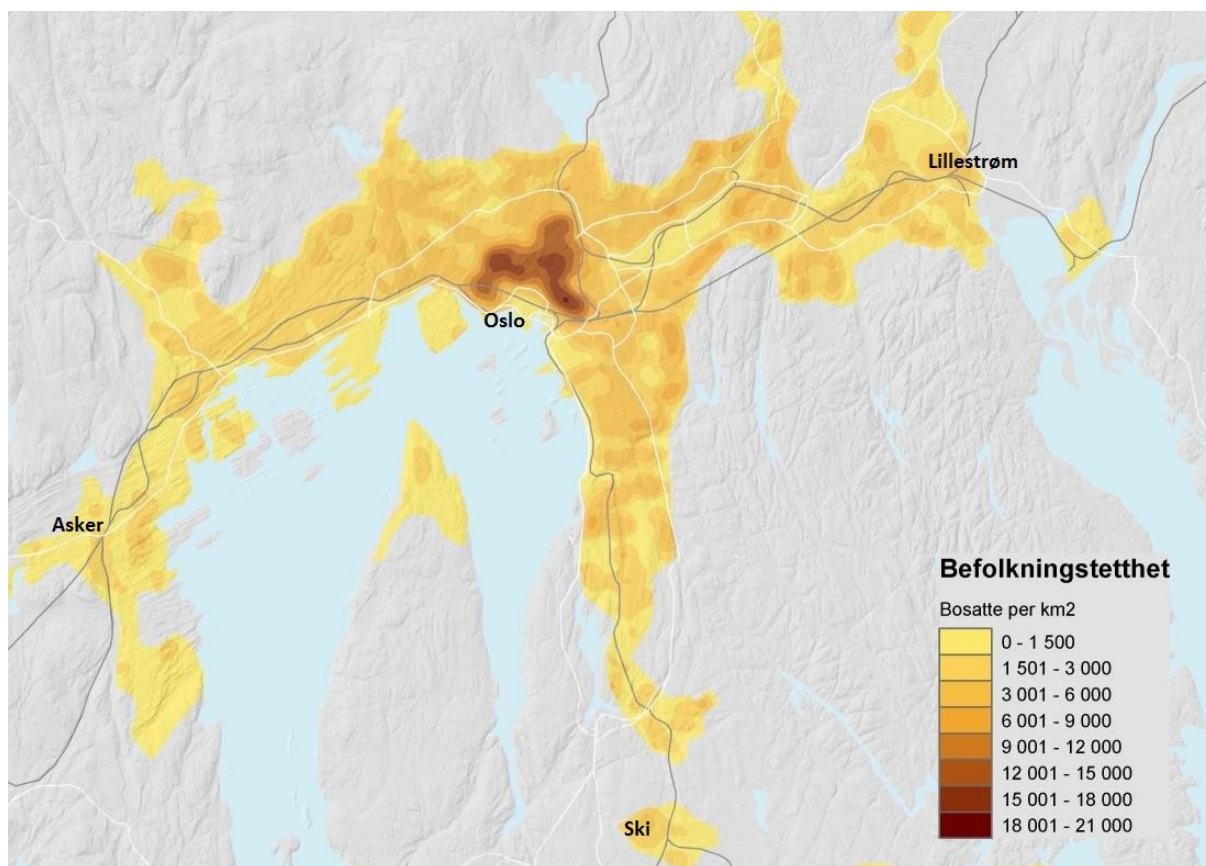 Lillestrøm
Oslo
Asker
Ski
Befolkningstetthet
Bosatte per km2
0 - 1 500
1 501 - 3 000
3 001 - 6 000
6 001 - 9 000
9 001 - 12 000
12 001 - 15 000
15 001 - 18 000
18 001 - 21 000